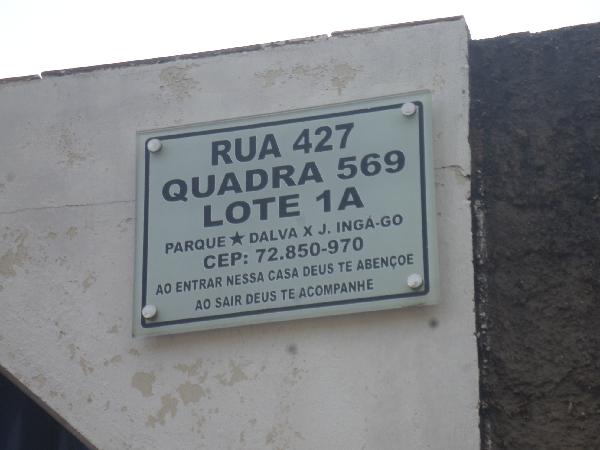 RUA 427
QUADRA 569
LOTE 1A
PARQUE ★ DALVA X J. INGÁ-GO
CEP: 72.850-970
AO ENTRAR NESSA CASA DEUS TE ABENÇOE
AO SAIR DEUS TE ACOMPANHE